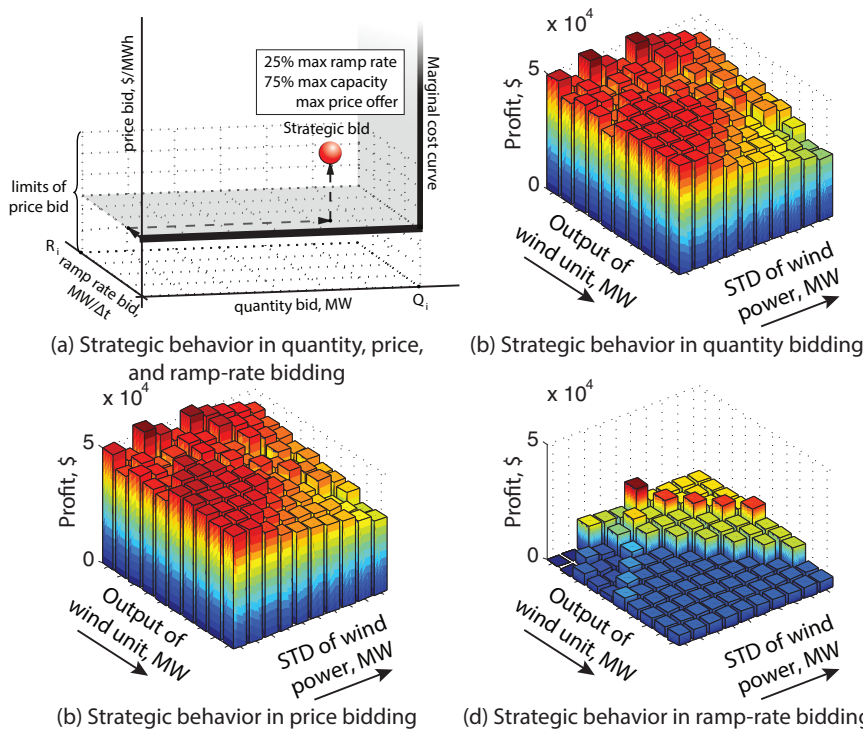 price bid, $/MWh
25% max ramp rate
75% max capacity
max price offer
Strategic bid
Marginal cost curve
limits of
price bid
R i
ramp rate bid,
MW/Δt
quantity bid, MW
Q i
(a) Strategic behavior in quantity, price,
and ramp-rate bidding
x 10^4
5
0
Profit, $
Output of
wind unit, MW
STD of wind
power, MW
(b) Strategic behavior in quantity bidding
x 10^4
5
0
Profit, $
Output of
wind unit, MW
STD of wind
power, MW
(b) Strategic behavior in price bidding
x 10^4
5
0
Profit, $
Output of
wind unit, MW
STD of wind
power, MW
(d) Strategic behavior in ramp-rate bidding